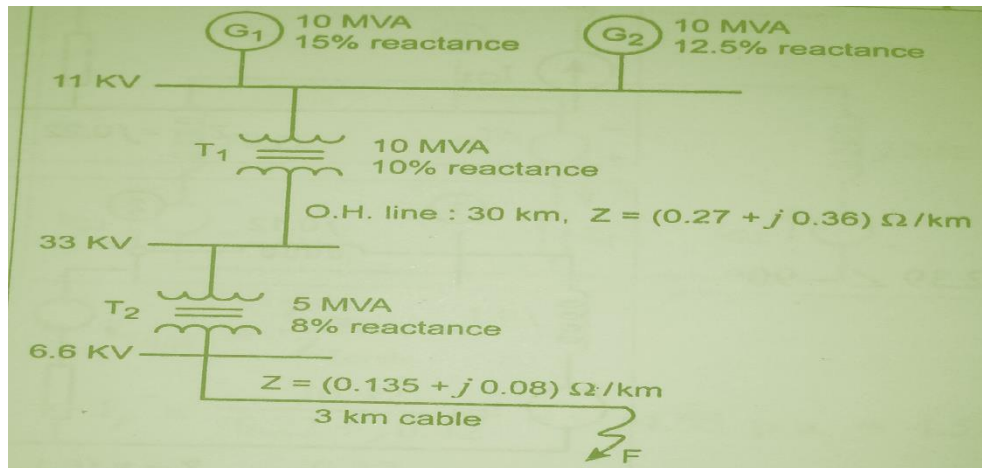 G1 10 MVA
15% reactance
G2 10 MVA
12.5% reactance
11 KV
T1 10 MVA
10% reactance
O.H. line : 30 km, Z = (0.27 + j 0.36) Ω/km
33 KV
T2 5 MVA
8% reactance
6.6 KV
Z = (0.135 + j 0.08) Ω/km
3 km cable
F